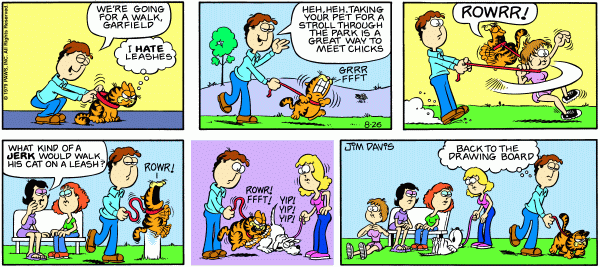 © 1979 PAWS, INC. All Rights Reserved.
WE'RE GOING
FOR A WALK,
GARFIELD
I HATE
LEASHES
HEH, HEH. TAKING
YOUR PET FOR A
STROLL THROUGH
THE PARK IS A
GREAT WAY TO
MEET CHICKS
GRRR
FFFT
8-26
ROWRR!
WHAT KIND OF A
JERK WOULD WALK
HIS CAT ON A LEASH?
ROWR!
ROWR!
FFFT!
YIP!
YIP!
YIP!
JIM DAVIS
BACK TO THE
DRAWING BOARD